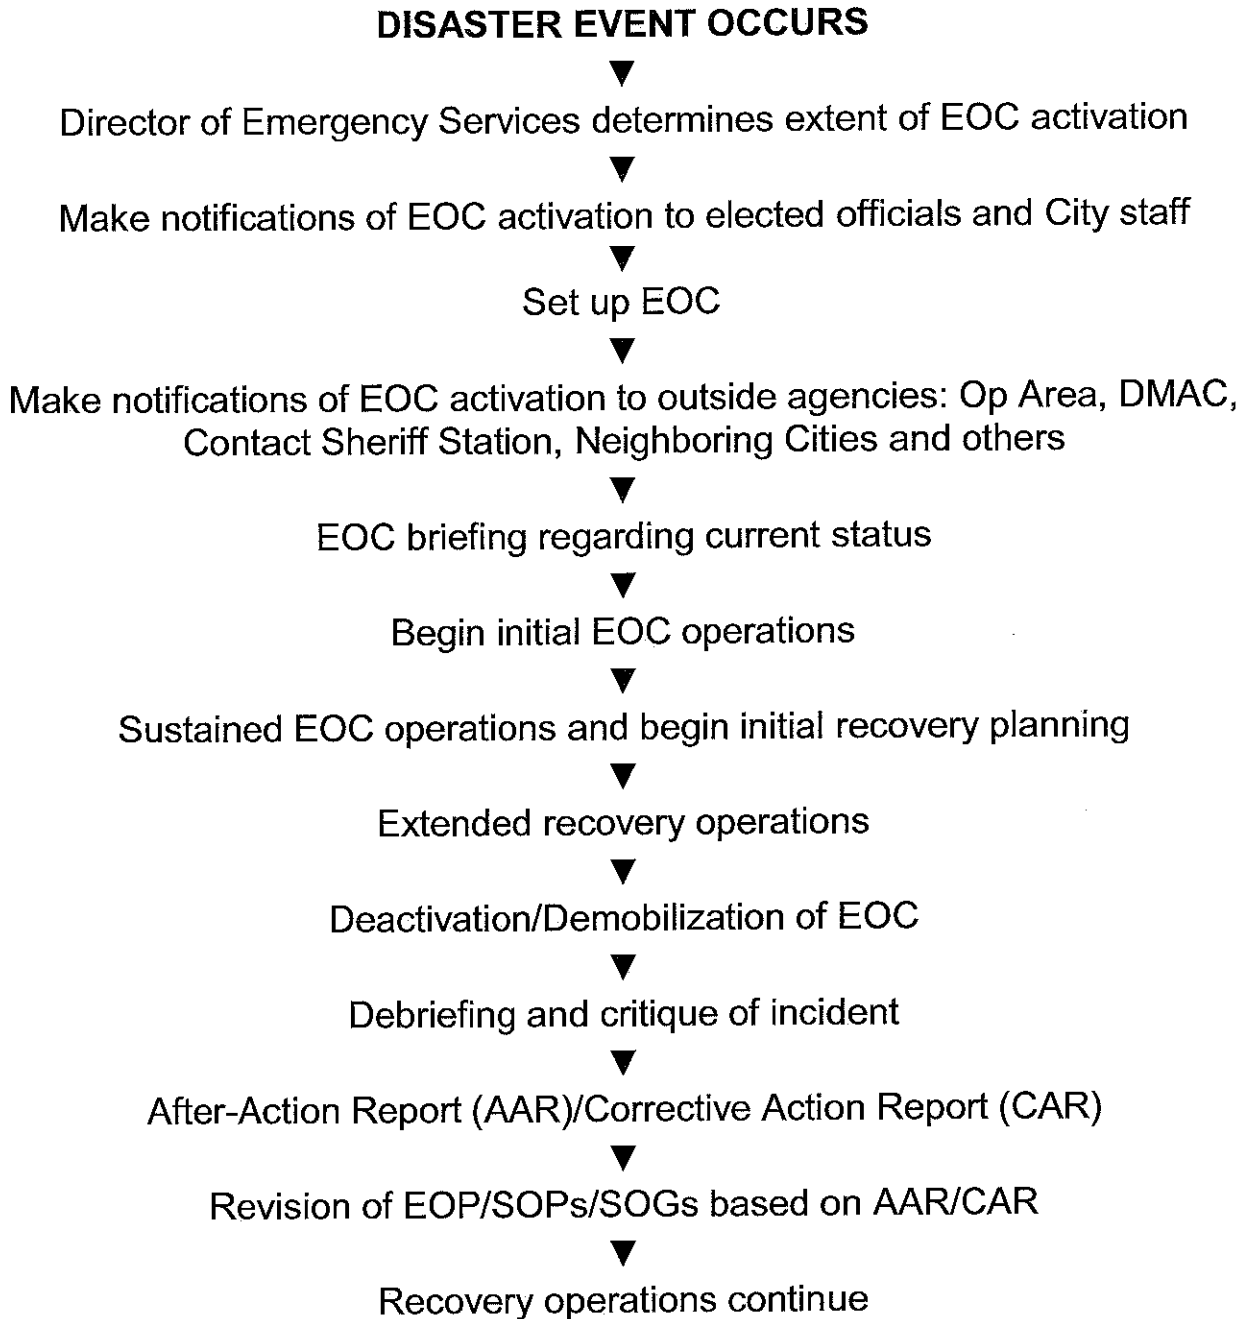 DISASTER EVENT OCCURS
Director of Emergency Services determines extent of EOC activation
Make notifications of EOC activation to elected officials and City staff
Set up EOC
Make notifications of EOC activation to outside agencies: Op Area, DMAC,
Contact Sheriff Station, Neighboring Cities and others
EOC briefing regarding current status
Begin initial EOC operations
Sustained EOC operations and begin initial recovery planning
Extended recovery operations
Deactivation/Demobilization of EOC
Debriefing and critique of incident
After-Action Report (AAR)/Corrective Action Report (CAR)
Revision of EOP/SOPs/SOGs based on AAR/CAR
Recovery operations continue